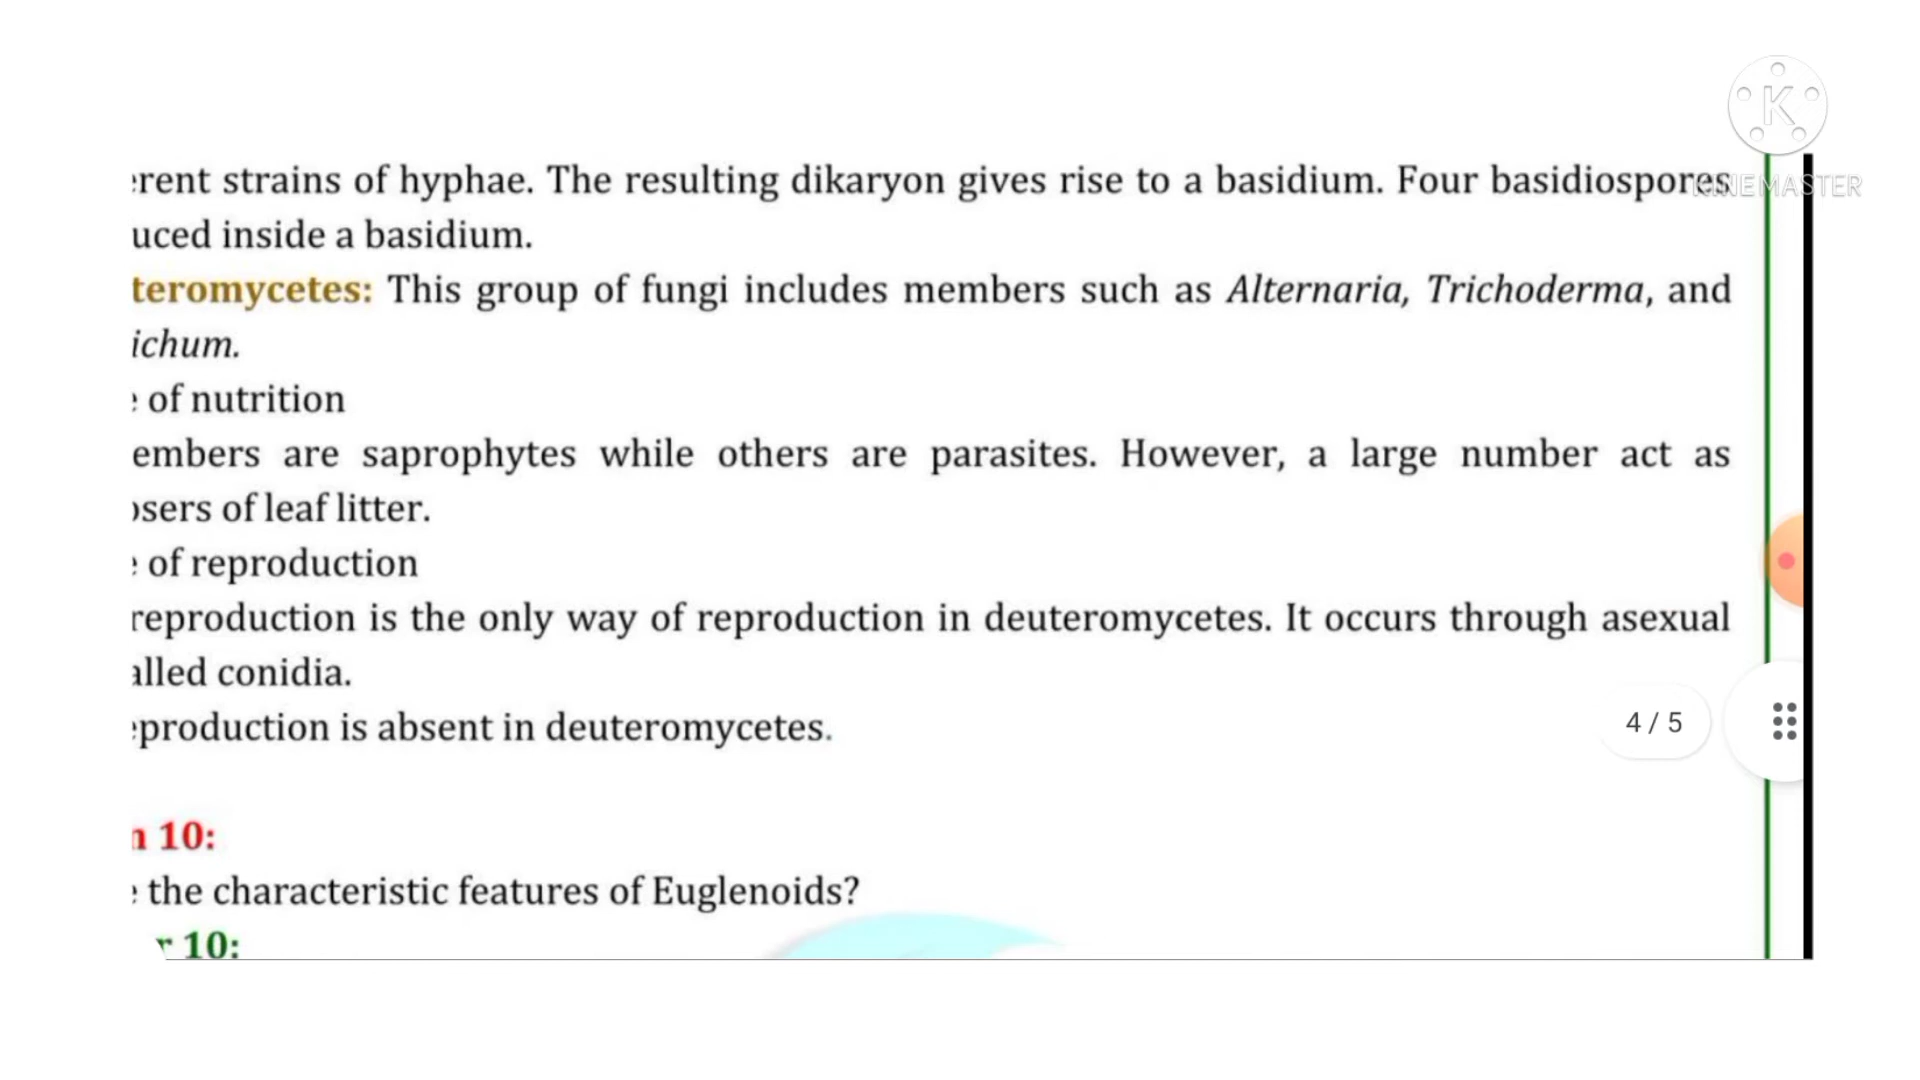 rent strains of hyphae. The resulting dikaryon gives rise to a basidium. Four basidiospores
uced inside a basidium.
teromycetes: This group of fungi includes members such as Alternaria, Trichoderma, and
ichum.
of nutrition
embers are saprophytes while others are parasites. However, a large number act as
sers of leaf litter.
of reproduction
reproduction is the only way of reproduction in deuteromycetes. It occurs through asexual
alled conidia.
production is absent in deuteromycetes.
10:
the characteristic features of Euglenoids?
r 10:
4 / 5
K
KINEMASTER